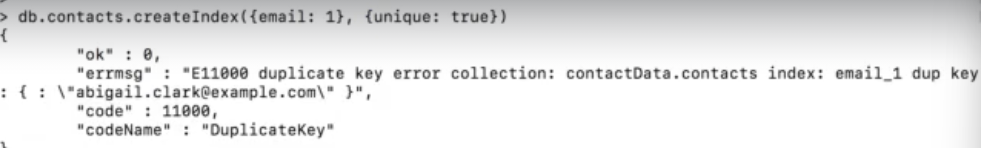 > db.contacts.createIndex({email: 1}, {unique: true})
{
        "ok" : 0,
        "errmsg" : "E11000 duplicate key error collection: contactData.contacts index: email_1 dup key
: { : \"abigail.clark@example.com\" }",
        "code" : 11000,
        "codeName" : "DuplicateKey"
}